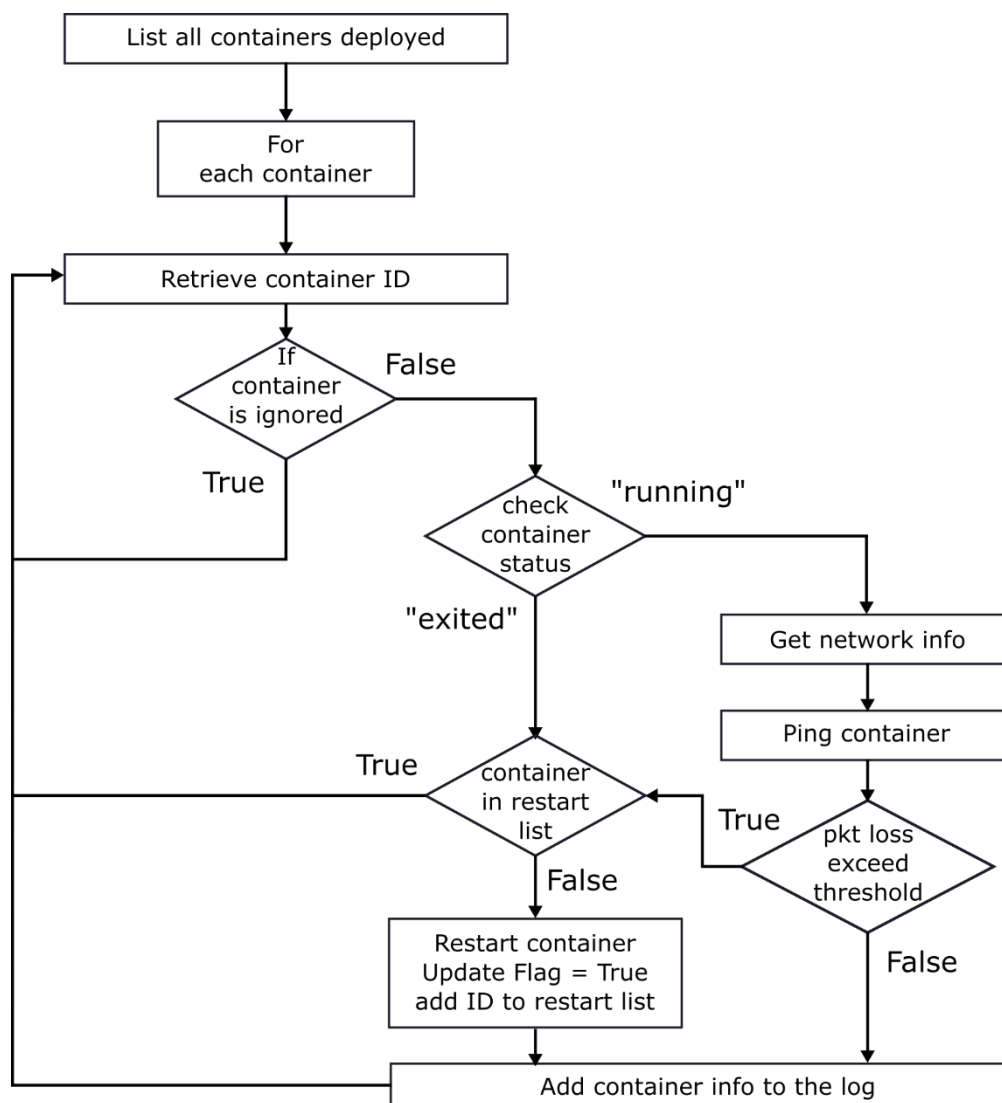 List all containers deployed
For
each container
Retrieve container ID
If
container
is ignored
False
True
check
container
status
"running"
"exited"
Get network info
Ping container
True
container
in restart
list
True
pkt loss
exceed
threshold
False
False
Restart container
Update Flag = True
add ID to restart list
Add container info to the log